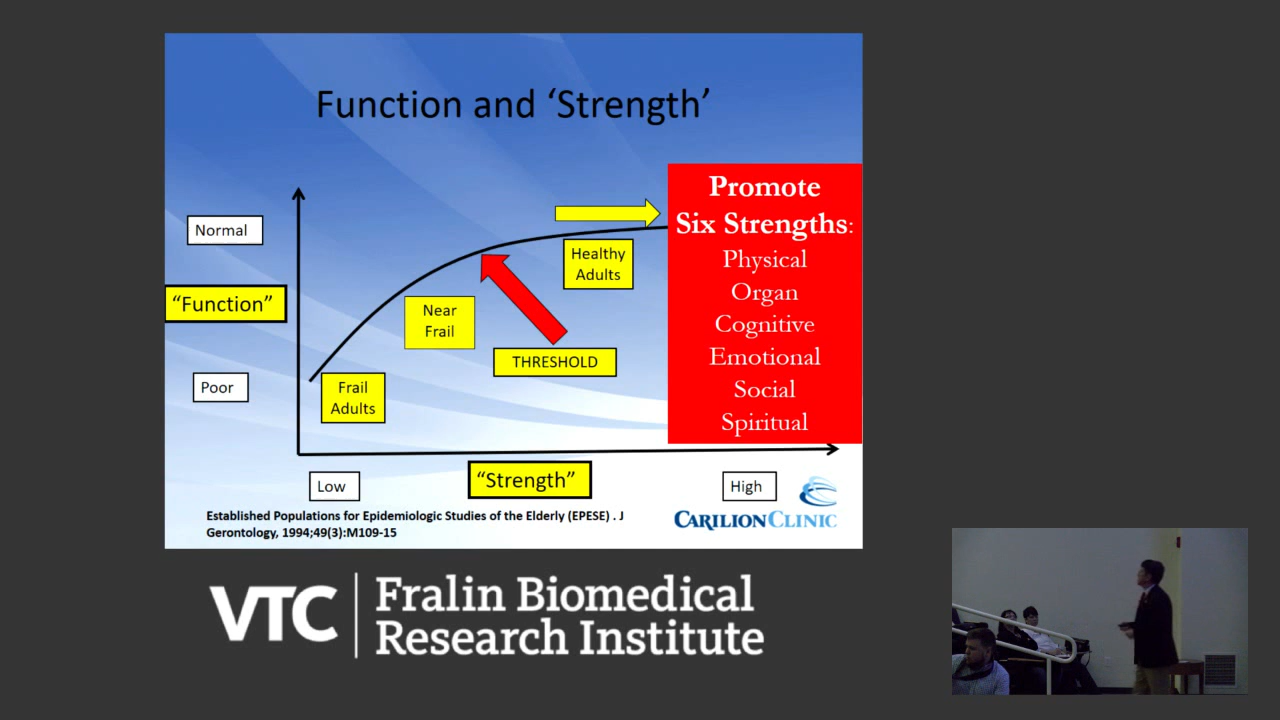 Function and ‘Strength’
Promote
Six Strengths:
Physical
Organ
Cognitive
Emotional
Social
Spiritual
Normal
“Function”
Poor
Healthy
Adults
Near
Frail
THRESHOLD
Frail
Adults
Low
“Strength”
High
Established Populations for Epidemiologic Studies of the Elderly (EPESE) . J
Gerontology, 1994;49(3):M109-15
CARILION CLINIC
VTC
Fralin Biomedical
Research Institute